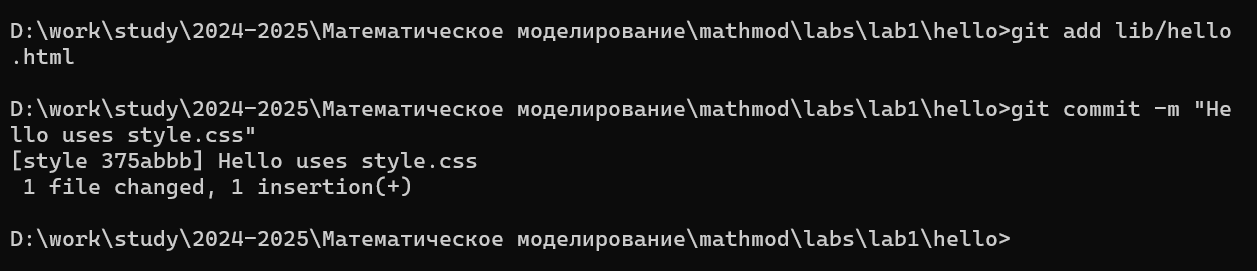 D:\work\study\2024-2025\Математическое моделирование\mathmod\labs\lab1\hello>git add lib/hello
.html
D:\work\study\2024-2025\Математическое моделирование\mathmod\labs\lab1\hello>git commit -m "He
llo uses style.css"
[style 375abbb] Hello uses style.css
 1 file changed, 1 insertion(+)
D:\work\study\2024-2025\Математическое моделирование\mathmod\labs\lab1\hello>